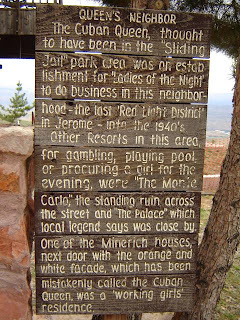 QUEEN'S NEIGHBOR
The Cuban Queen, thought
to have been in the "Sliding
Jail" park area was an estab
lishment for "Ladies of the Night"
to do business in this neighbor-
hood-the last "Red Light District"
in Jerome - into the 1940's
Other Resorts in this area,
for gambling, playing pool,
or procuring a girl for the
evening, were "The Monte
Carlo," the standing ruin across
the street and "The Palace" which
local legend says was close by
One of the Minerich houses,
next door with the orange and
white facade, which has been
mistakenly called the Cuban
Queen, was a "working girls'
residence